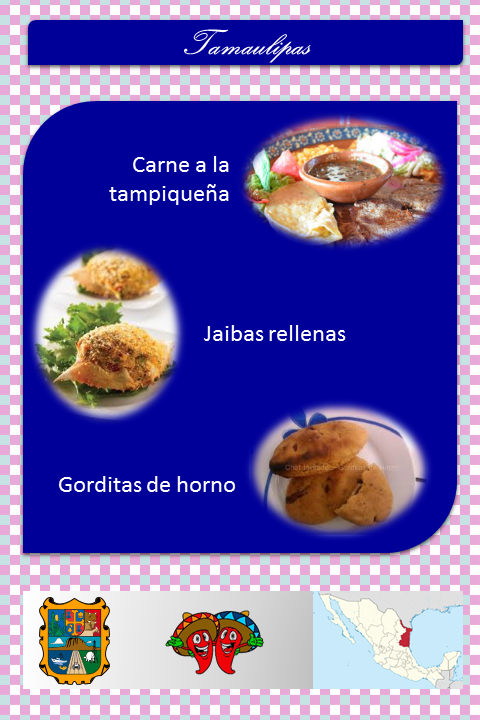 Tamaulipas
Carne a la
tampiqueña
Jaibas rellenas
Gorditas de horno